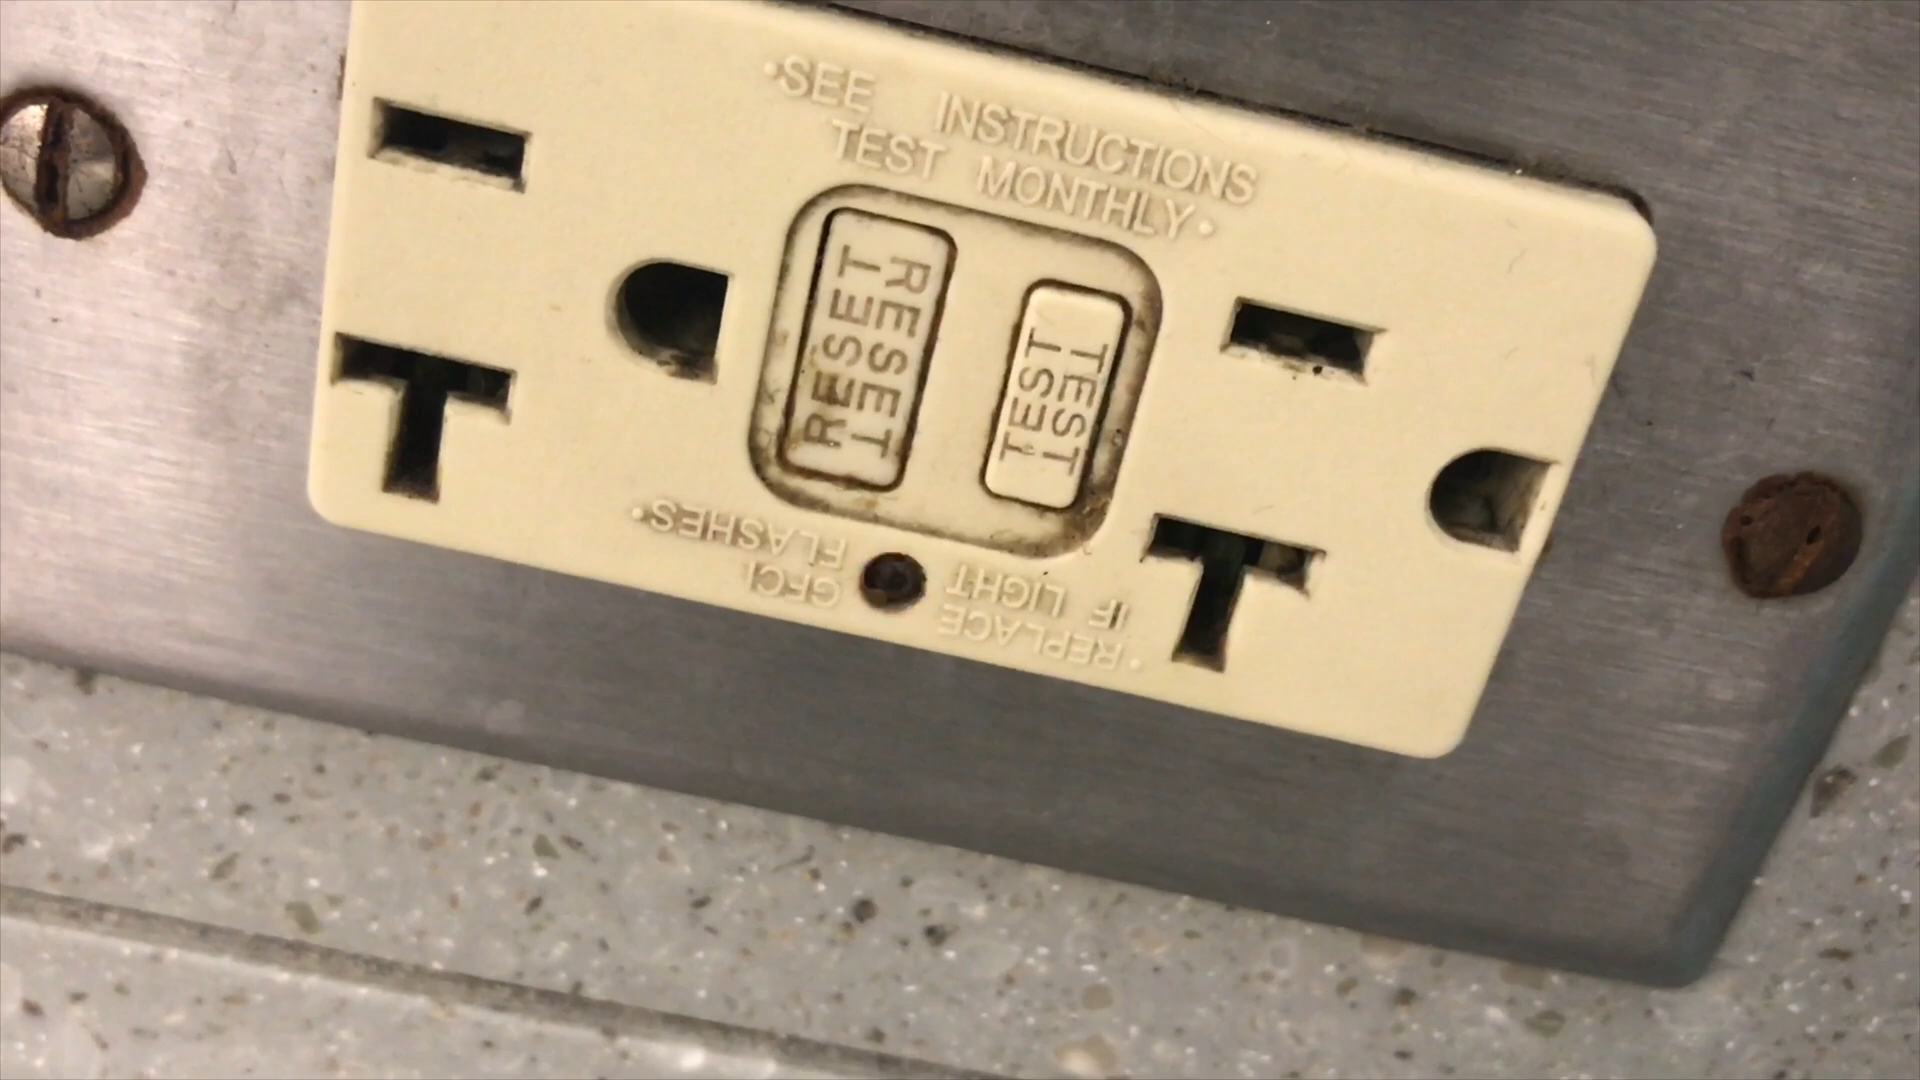 •SEE INSTRUCTIONS
TEST MONTHLY•
RESET
RESET
TEST
TEST
•REPLACE GFCI
IF LIGHT FLASHES•